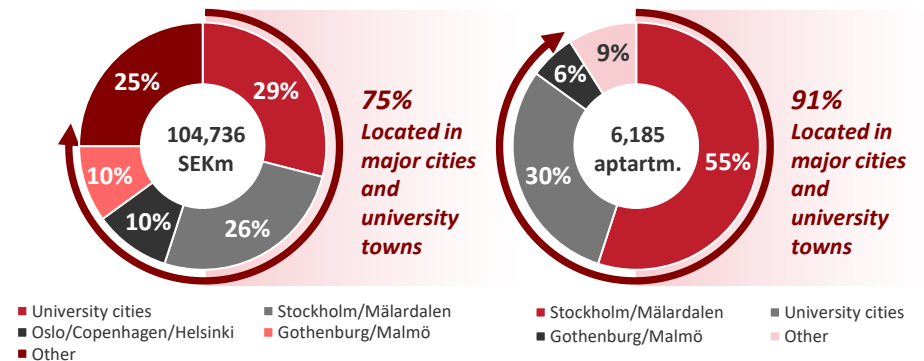 25%
29%
10%
10%
26%
104,736
SEKm
75%
Located in
major cities
and
university
towns
University cities
Stockholm/Mälardalen
Oslo/Copenhagen/Helsinki
Gothenburg/Malmö
Other
9%
6%
30%
55%
6,185
aptartm.
91%
Located in
major cities
and
university
towns
Stockholm/Mälardalen
University cities
Gothenburg/Malmö
Other